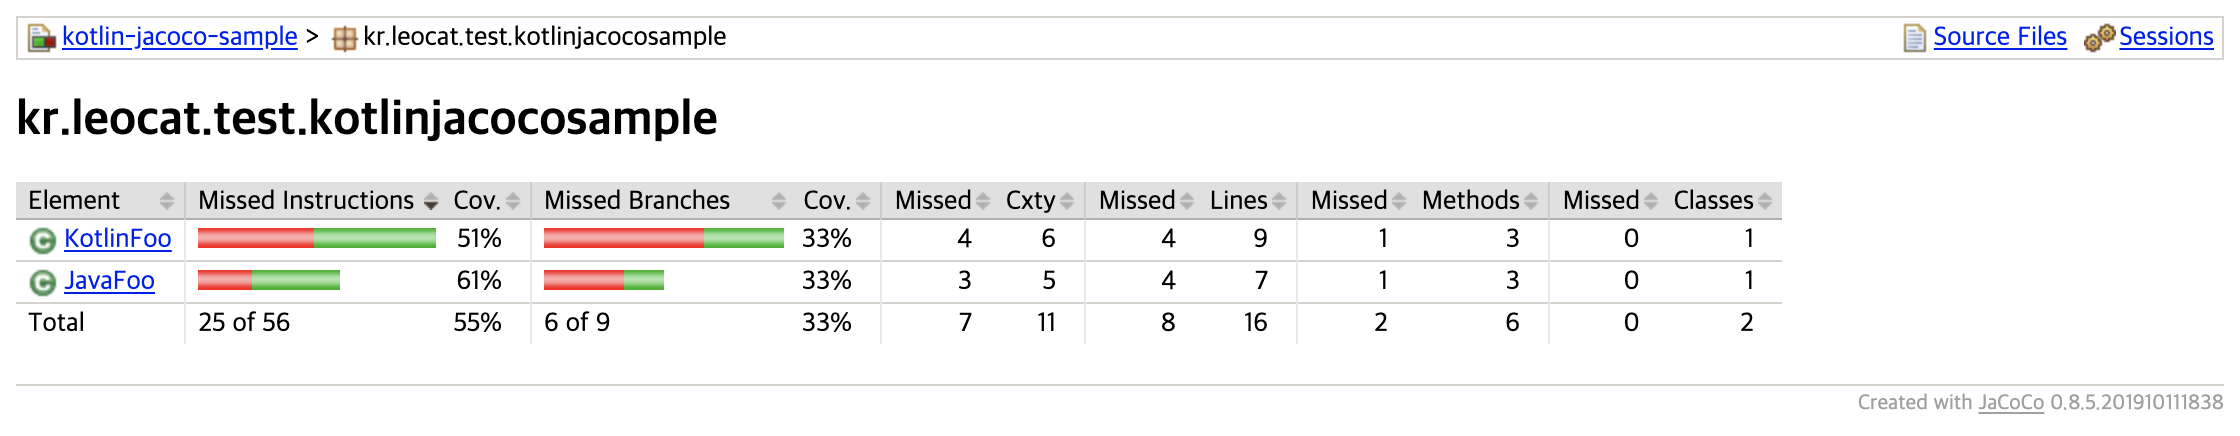 kotlin-jacoco-sample > kr.leocat.test.kotlinjacocosample Source Files Sessions
kr.leocat.test.kotlinjacocosample
Element Missed Instructions Cov. Missed Branches Cov. Missed Cxty Missed Lines Missed Methods Missed Classes
KotlinFoo 51% 33% 4 6 4 9 1 3 0 1
JavaFoo 61% 33% 3 5 4 7 1 3 0 1
Total 25 of 56 55% 6 of 9 33% 7 11 8 16 2 6 0 2
Created with JaCoCo 0.8.5.201910111838